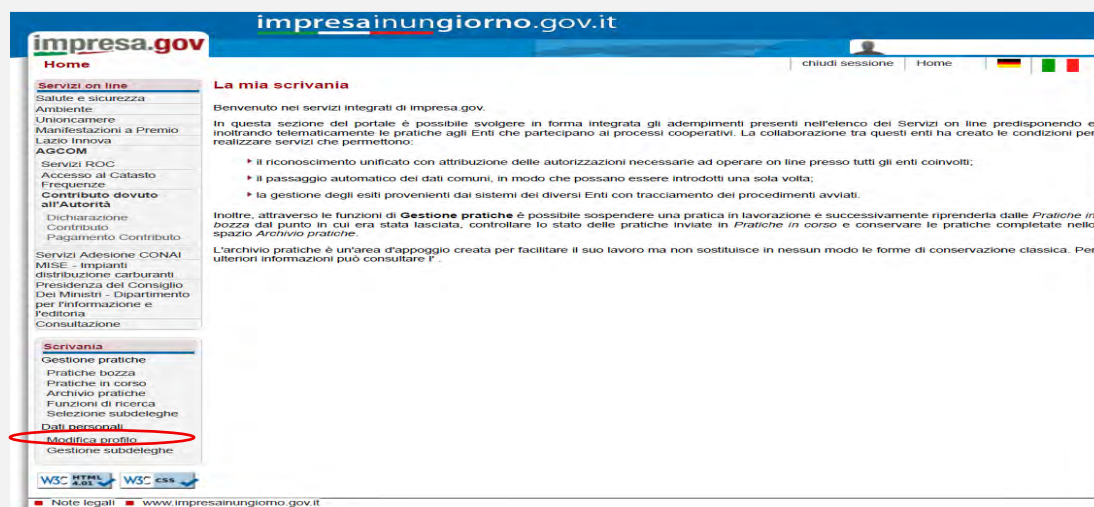 impresainungiorno.gov.it
impresa.gov
Home
chiudi sessione
Home
Servizi on line
Salute e sicurezza
Ambiente
Unioncamere
Manifestazioni a Premio
Lazio Innova
AGCOM
Servizi ROC
Accesso al Catasto
Frequenze
Contributo dovuto
all'Autorità
Dichiarazione
Contributo
Pagamento Contributo
Servizi Adesione CONAI
MISE - Impianti
distribuzione carburanti
Presidenza del Consiglio
Dei Ministri - Dipartimento
per l'informazione e
l'editoria
Consultazione
Scrivania
Gestione pratiche
Pratiche bozza
Pratiche in corso
Archivio pratiche
Funzioni di ricerca
Selezione subdeleghe
Dati personali
Modifica profilo
Gestione subdeleghe
W3C HTML 4.01
W3C css
La mia scrivania
Benvenuto nei servizi integrati di impresa.gov.
In questa sezione del portale è possibile svolgere in forma integrata gli adempimenti presenti nell'elenco dei Servizi on line predisponendo e
inoltrando telematicamente le pratiche agli Enti che partecipano ai processi cooperativi. La collaborazione tra questi enti ha creato le condizioni per
realizzare servizi che permettono:
il riconoscimento unificato con attribuzione delle autorizzazioni necessarie ad operare on line presso tutti gli enti coinvolti;
il passaggio automatico dei dati comuni, in modo che possano essere introdotti una sola volta;
la gestione degli esiti provenienti dai sistemi dei diversi Enti con tracciamento dei procedimenti avviati.
Inoltre, attraverso le funzioni di Gestione pratiche è possibile sospendere una pratica in lavorazione e successivamente riprenderla dalle Pratiche in
bozza dal punto in cui era stata lasciata, controllare lo stato delle pratiche inviate in Pratiche in corso e conservare le pratiche completate nello
spazio Archivio pratiche.
L'archivio pratiche è un'area d'appoggio creata per facilitare il suo lavoro ma non sostituisce in nessun modo le forme di conservazione classica. Per
ulteriori informazioni può consultare l' .
Note legali
www.impresainungiorno.gov.it